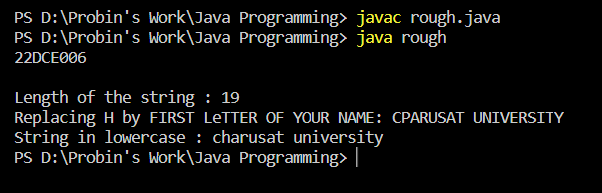 PS D:\Probin's Work\Java Programming> javac rough.java
PS D:\Probin's Work\Java Programming> java rough
22DCE006
Length of the string : 19
Replacing H by FIRST LeTTER OF YOUR NAME: CPARUSAT UNIVERSITY
String in lowercase : charusat university
PS D:\Probin's Work\Java Programming>